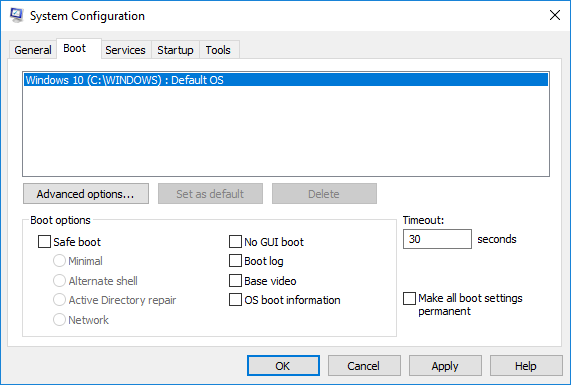 System Configuration
General Boot Services Startup Tools
Windows 10 (C:\WINDOWS) : Default OS
Advanced options... Set as default Delete
Boot options
Safe boot
Minimal
Alternate shell
Active Directory repair
Network
No GUI boot
Boot log
Base video
OS boot information
Timeout:
30 seconds
Make all boot settings
permanent
OK Cancel Apply Help